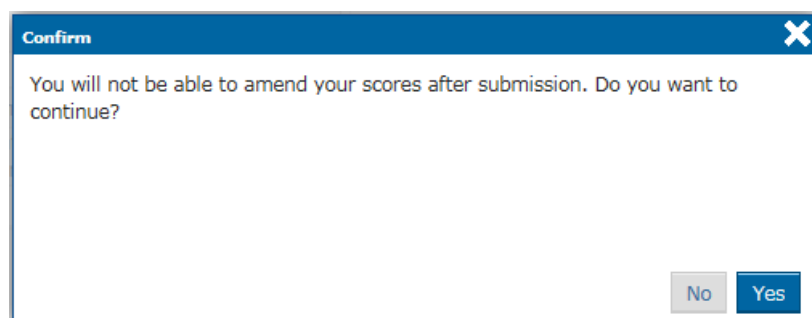 Confirm
You will not be able to amend your scores after submission. Do you want to
continue?
No Yes